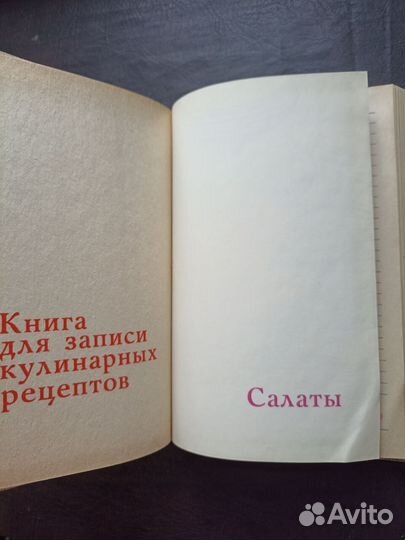 Книга
для записи
кулинарных
рецептов
Салаты
Avito